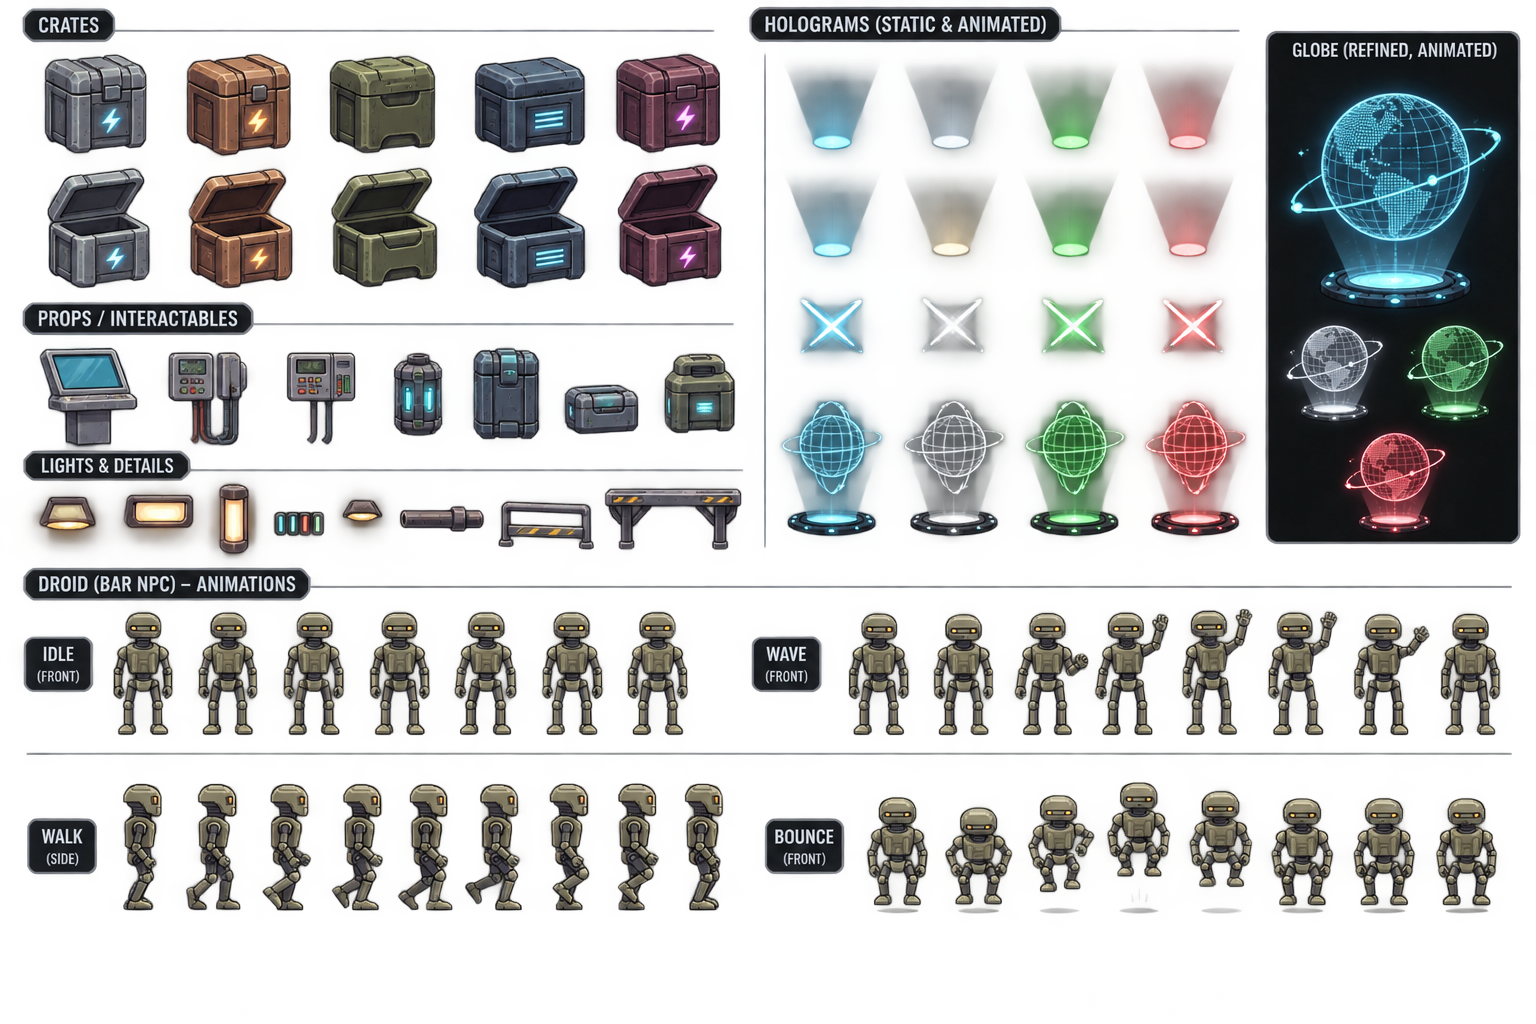 CRATES
HOLOGRAMS (STATIC & ANIMATED)
GLOBE (REFINED, ANIMATED)
PROPS / INTERACTABLES
LIGHTS & DETAILS
DROID (BAR NPC) – ANIMATIONS
IDLE
(FRONT)
WAVE
(FRONT)
WALK
(SIDE)
BOUNCE
(FRONT)